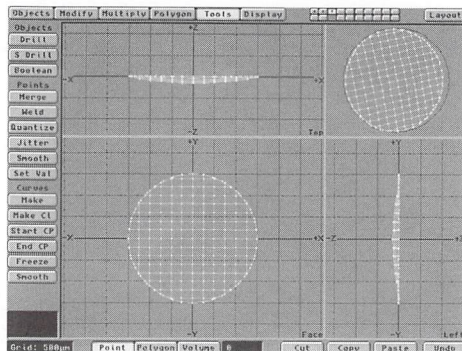 Objects Modify Multiply Polygon Tools Display Layout
Objects
Drill
S Drill
Boolean
Points
Merge
Weld
Quantize
Jitter
Smooth
Set Val
Curves
Make
Make Cl
Start CP
End CP
Freeze
Smooth
+Z
-X
+X
-Z
Top
+Y
-X
+X
-Y
Face
+Y
-Z
+Z
-Y
Left
Grid: 500µm Point Polygon Volume 0 Cut Copy Paste Undo